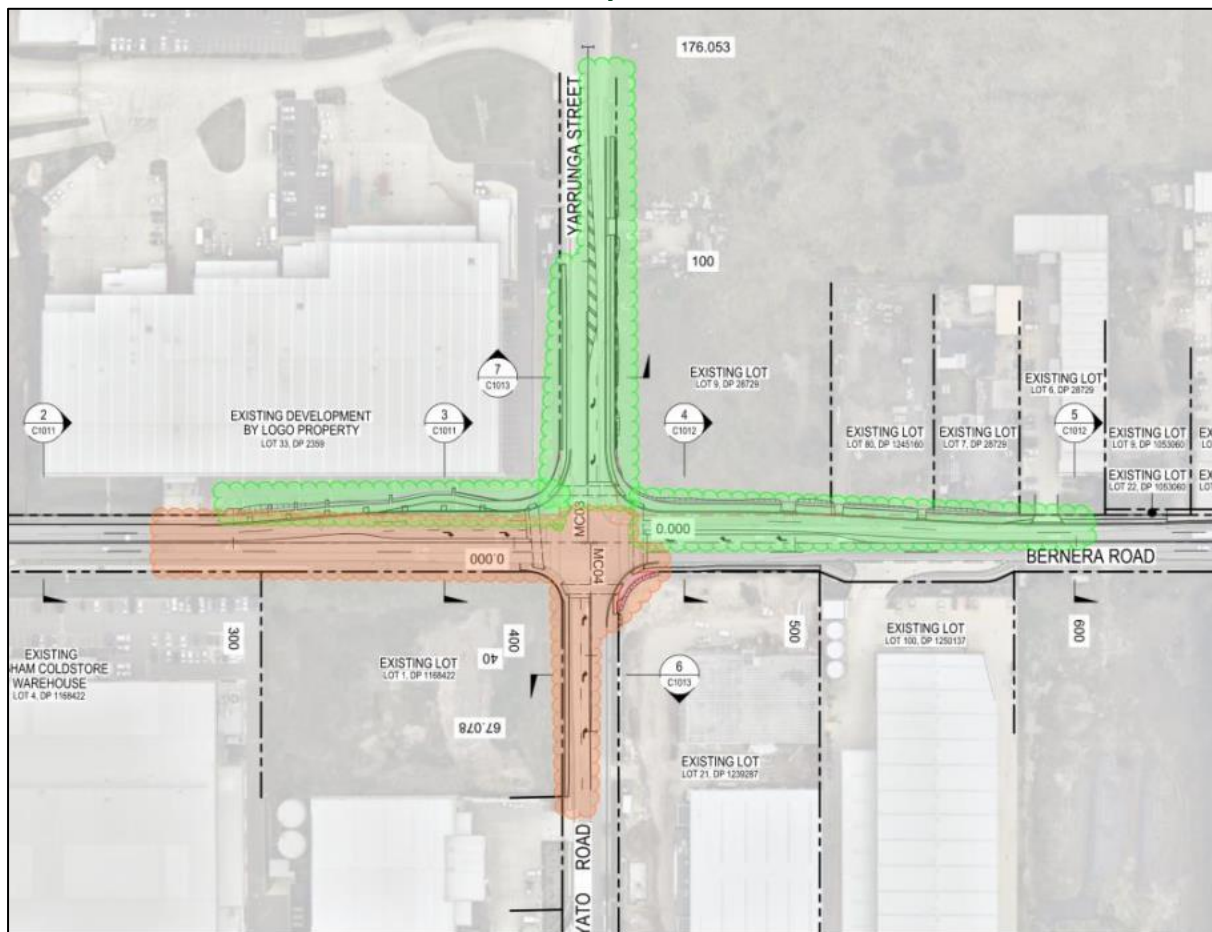 176.053
YARRUNGA STREET
100
7
C1013
EXISTING LOT
LOT 9, DP 28729
EXISTING LOT
LOT 6, DP 28729
2
C1011
EXISTING DEVELOPMENT
BY LOGO PROPERTY
LOT 33, DP 2359
3
C1011
4
C1012
5
C1012
EXISTING LOT
LOT 80, DP 1245160
EXISTING LOT
LOT 7, DP 28729
EXISTING LOT
LOT 9, DP 1053060
EXISTING LOT
LOT 22, DP 1053060
MC03
0.000
0.000
MC04
BERNERA ROAD
300
400
40
500
600
EXISTING
HAM COLDSTORE
WAREHOUSE
LOT 4, DP 1168422
EXISTING LOT
LOT 1, DP 1168422
6
C1013
EXISTING LOT
LOT 100, DP 1250137
67.078
EXISTING LOT
LOT 21, DP 1239287
YATO ROAD